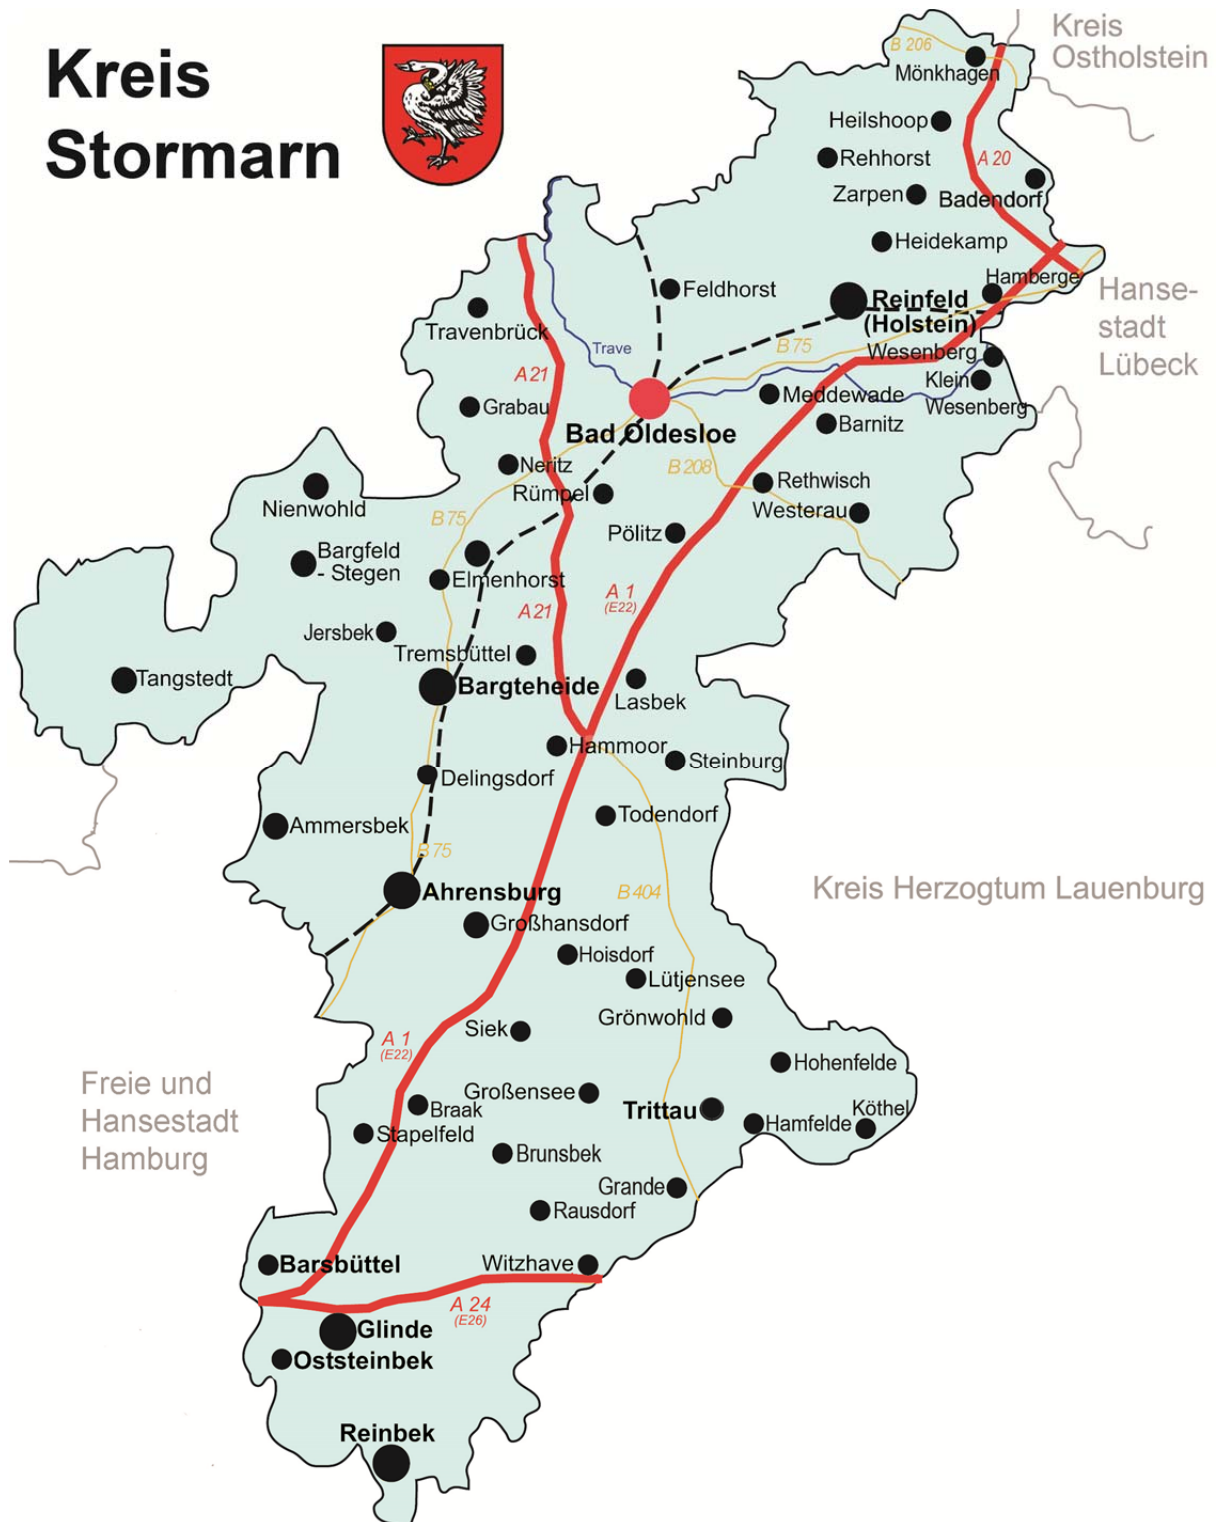 Kreis
Stormarn
Kreis
Ostholstein
B 206
Mönkhagen
Heilshoop
Rehhorst
A 20
Zarpen
Badendorf
Heidekamp
Hamberge
Feldhorst
Reinfeld
(Holstein)
Hanse-
stadt
Lübeck
Travenbrück
Trave
B 75
Wesenberg
A 21
Klein
Wesenberg
Meddewade
Grabau
Barnitz
Bad Oldesloe
Neritz
B 208
Rümpel
Rethwisch
Westerau
Nienwohld
B 75
Pölitz
Bargfeld
- Stegen
Elmenhorst
A 21
A 1
(E22)
Jersbek
Tremsbüttel
Tangstedt
Bargteheide
Lasbek
Hammoor
Steinburg
Delingsdorf
Todendorf
Ammersbek
B 75
Ahrensburg
B 404
Kreis Herzogtum Lauenburg
Großhansdorf
Hoisdorf
Lütjensee
Grönwohld
Siek
A 1
(E22)
Hohenfelde
Freie und
Hansestadt
Hamburg
Großensee
Braak
Trittau
Köthel
Hamfelde
Stapelfeld
Brunsbek
Grande
Rausdorf
Barsbüttel
Witzhave
A 24
(E26)
Glinde
Oststeinbek
Reinbek